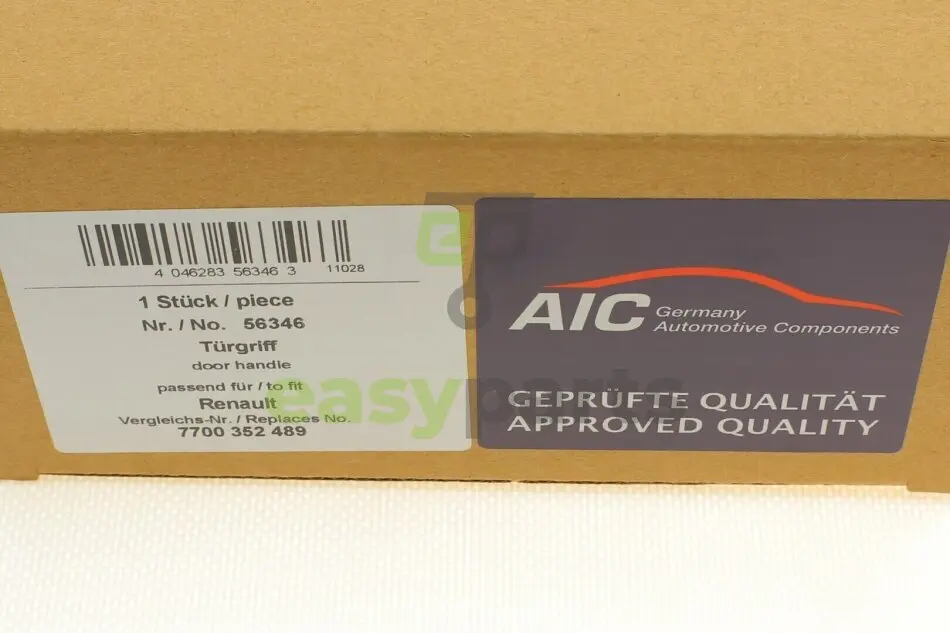 4 046283 56346 3 11028
1 Stück / piece
Nr. / No. 56346
Türgriff
door handle
passend für / to fit
Renault
Vergleichs-Nr. / Replaces No.
7700 352 489
AIC Germany
Automotive Components
GEPRÜFTE QUALITÄT
APPROVED QUALITY
easyparts